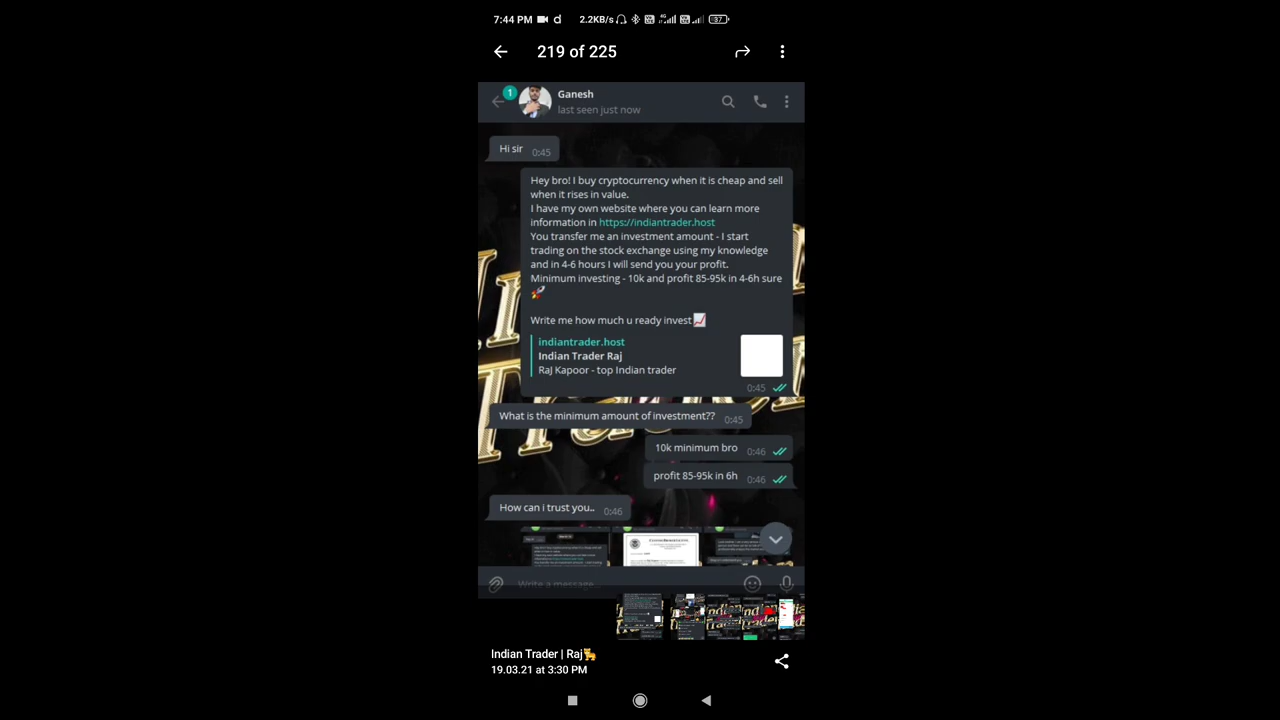 7:44 PM d 2.2KB/s 4G 37
219 of 225
1
Ganesh
last seen just now
Hi sir 0:45
Hey bro! I buy cryptocurrency when it is cheap and sell
when it rises in value.
I have my own website where you can learn more
information in https://indiantrader.host
You transfer me an investment amount - I start
trading on the stock exchange using my knowledge
and in 4-6 hours I will send you your profit.
Minimum investing - 10k and profit 85-95k in 4-6h sure
🚀
Write me how much u ready invest📈
indiantrader.host
Indian Trader Raj
RaJ Kapoor - top Indian trader
0:45
What is the minimum amount of investment?? 0:45
10k minimum bro 0:46
profit 85-95k in 6h 0:46
How can i trust you.. 0:46
Write a message...
Indian Trader | Raj🐆
19.03.21 at 3:30 PM